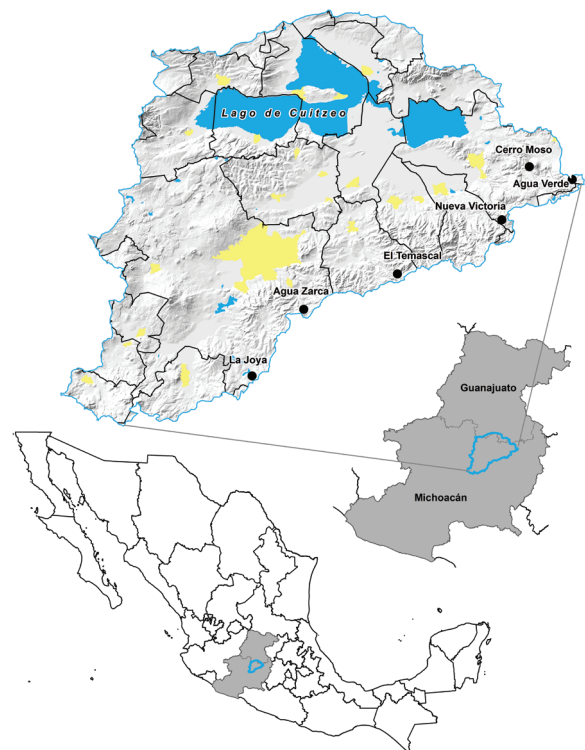 Lago de Cuitzeo
Cerro Moso
Agua Verde
Nueva Victoria
El Temascal
Agua Zarca
La Joya
Guanajuato
Michoacán